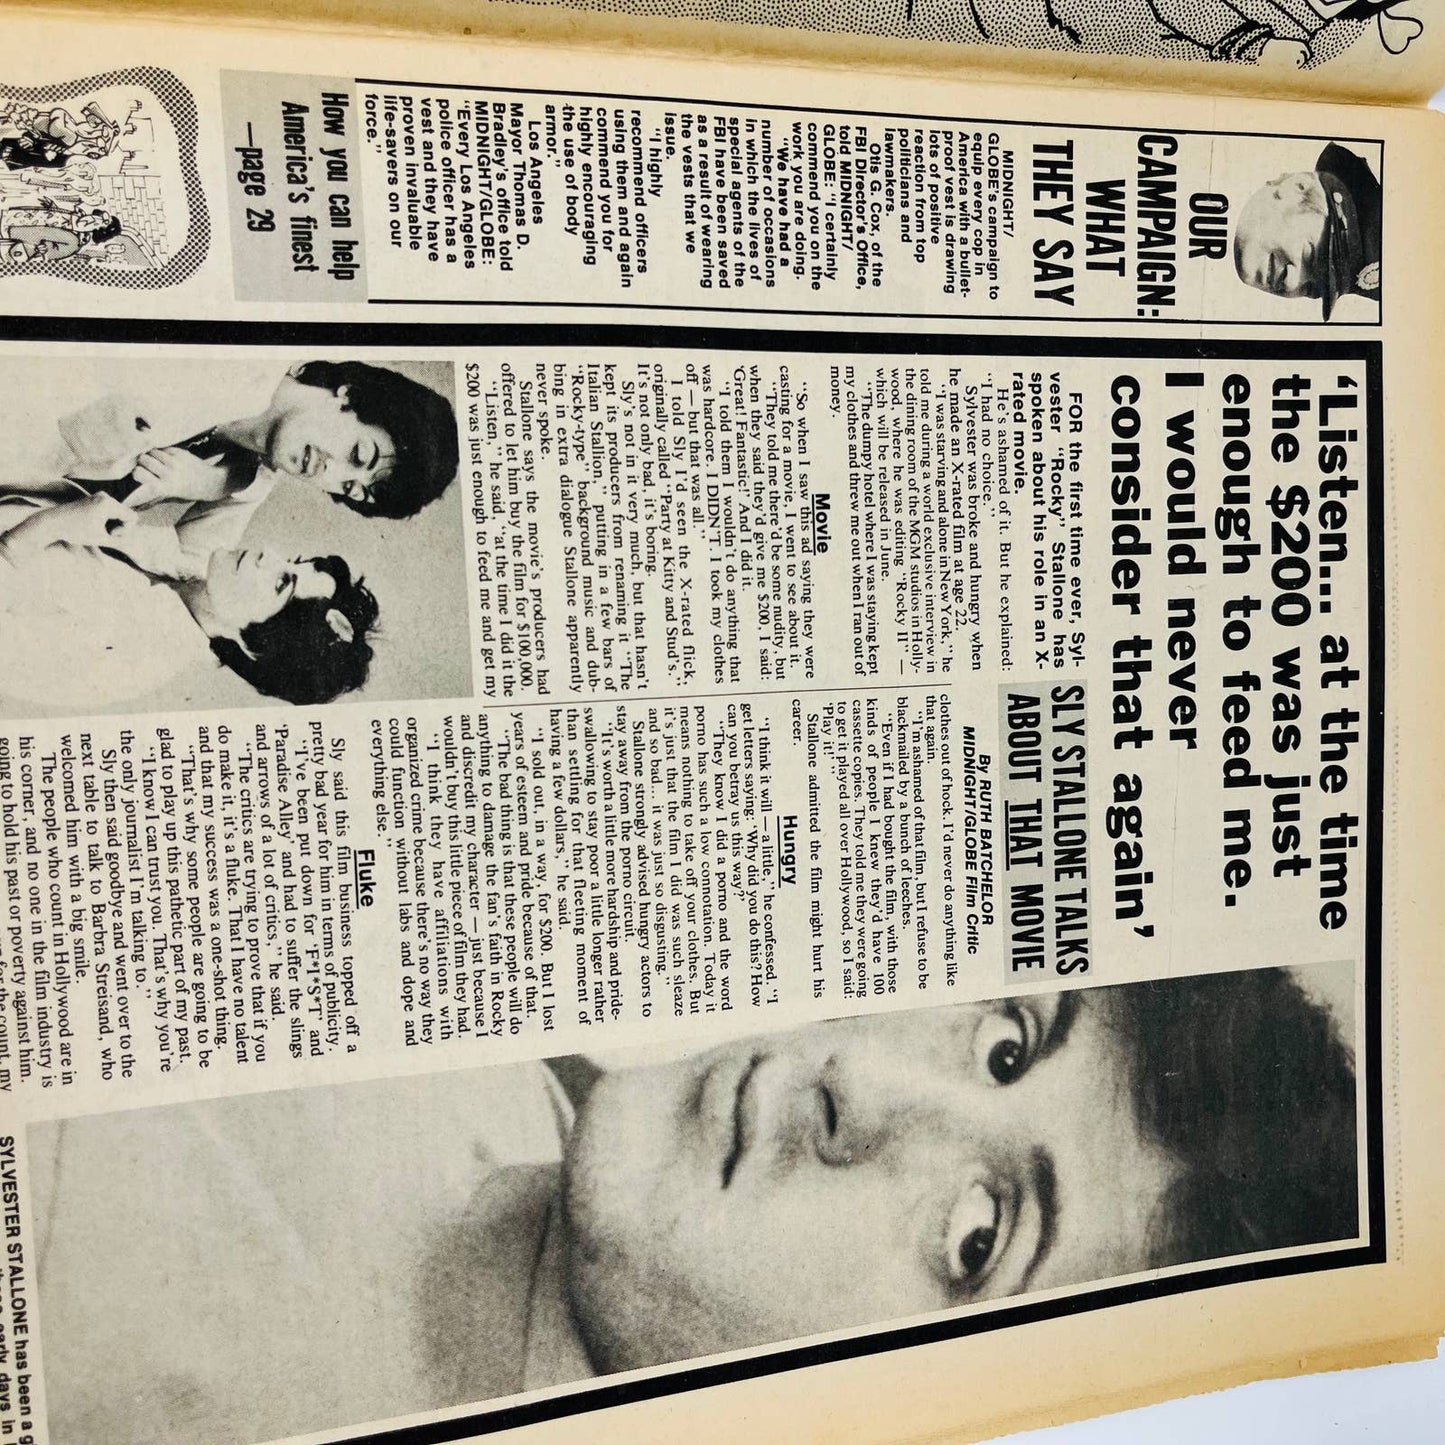 OUR
CAMPAIGN:
WHAT
THEY SAY
MIDNIGHT/
GLOBE'S campaign to
equip every cop in
America with a bullet-
proof vest is drawing
lots of positive
reaction from top
politicians and
lawmakers.
Otis G. Cox, of the
FBI Director's Office,
told MIDNIGHT/
GLOBE: "I certainly
commend you on the
work you are doing.
"We have had a
number of occasions
in which the lives of
special agents of the
FBI have been saved
as a result of wearing
the vests that we
issue.
"I highly
recommend officers
using them and again
commend you for
highly encouraging
the use of body
armor."
Los Angeles
Mayor Thomas D.
Bradley's office told
MIDNIGHT/GLOBE:
"Every Los Angeles
police officer has a
vest and they have
proven invaluable
life-savers on our
force."
How you can help
America's finest
—page 29
'Listen... at the time
the $200 was just
enough to feed me.
I would never
consider that again'
SLY STALLONE TALKS
ABOUT THAT MOVIE
By RUTH BATCHELOR
MIDNIGHT/GLOBE Film Critic
FOR the first time ever, Syl-
vester "Rocky" Stallone has
spoken about his role in an X-
rated movie.
He's ashamed of it. But he explained:
"I had no choice."
Sylvester was broke and hungry when
he made an X-rated film at age 22.
"I was starving and alone in New York," he
told me during a world exclusive interview in
the dining room of the MGM studios in Holly-
wood, where he was editing "Rocky II" —
which will be released in June.
"The dumpy hotel where I was staying kept
my clothes and threw me out when I ran out of
money.
Movie
"So when I saw this ad saying they were
casting for a movie, I went to see about it.
"They told me there'd be some nudity, but
when they said they'd give me $200, I said:
'Great! Fantastic!' And I did it.
"I told them I wouldn't do anything that
was hardcore. I DIDN'T. I took my clothes
off — but that was all."
I told Sly I'd seen the X-rated flick,
originally called "Party at Kitty and Stud's."
It's not only bad, it's boring.
Sly's not in it very much, but that hasn't
kept its producers from renaming it "The
Italian Stallion," putting in a few bars of
"Rocky-type" background music and dub-
bing in extra dialogue Stallone apparently
never spoke.
Stallone says the movie's producers had
offered to let him buy the film for $100,000.
"Listen," he said, "at the time I did it the
$200 was just enough to feed me and get my
clothes out of hock. I'd never do anything like
that again.
"I'm ashamed of that film, but I refuse to be
blackmailed by a bunch of leeches.
"Even if I had bought the film, with those
kinds of people I knew they'd have 100
cassette copies. They told me they were going
to get it played all over Hollywood, so I said:
'Play it!' "
Stallone admitted the film might hurt his
career.
Hungry
"I think it will — a little," he confessed. "I
get letters saying: 'Why did you do this? How
can you betray us this way?'
"They know I did a porno and the word
porno has such a low connotation. Today it
means nothing to take off your clothes. But
it's just that the film I did was such sleaze
and so bad... it was just so disgusting."
Stallone strongly advised hungry actors to
stay away from the porno circuit.
"It's worth a little more hardship and pride-
swallowing to stay poor a little longer rather
than settling for that fleeting moment of
having a few dollars," he said.
"I sold out, in a way, for $200. But I lost
years of esteem and pride because of that.
"The bad thing is that these people will do
anything to damage the fan's faith in Rocky
and discredit my character — just because I
wouldn't buy this little piece of film they had.
"I think they have affiliations with
organized crime because there's no way they
could function without labs and dope and
everything else."
Fluke
Sly said this film business topped off a
pretty bad year for him in terms of publicity.
"I've been put down for 'F*I*S*T' and
'Paradise Alley' and had to suffer the slings
and arrows of a lot of critics," he said.
"The critics are trying to prove that if you
do make it, it's a fluke. That I have no talent
and that my success was a one-shot thing.
"That's why some people are going to be
glad to play up this pathetic part of my past.
"I know I can trust you. That's why you're
the only journalist I'm talking to."
Sly then said goodbye and went over to the
next table to talk to Barbra Streisand, who
welcomed him with a big smile.
The people who count in Hollywood are in
his corner, and no one in the film industry is
going to hold his past or poverty against him.
the count, my
SYLVESTER STALLONE has been a
early days in